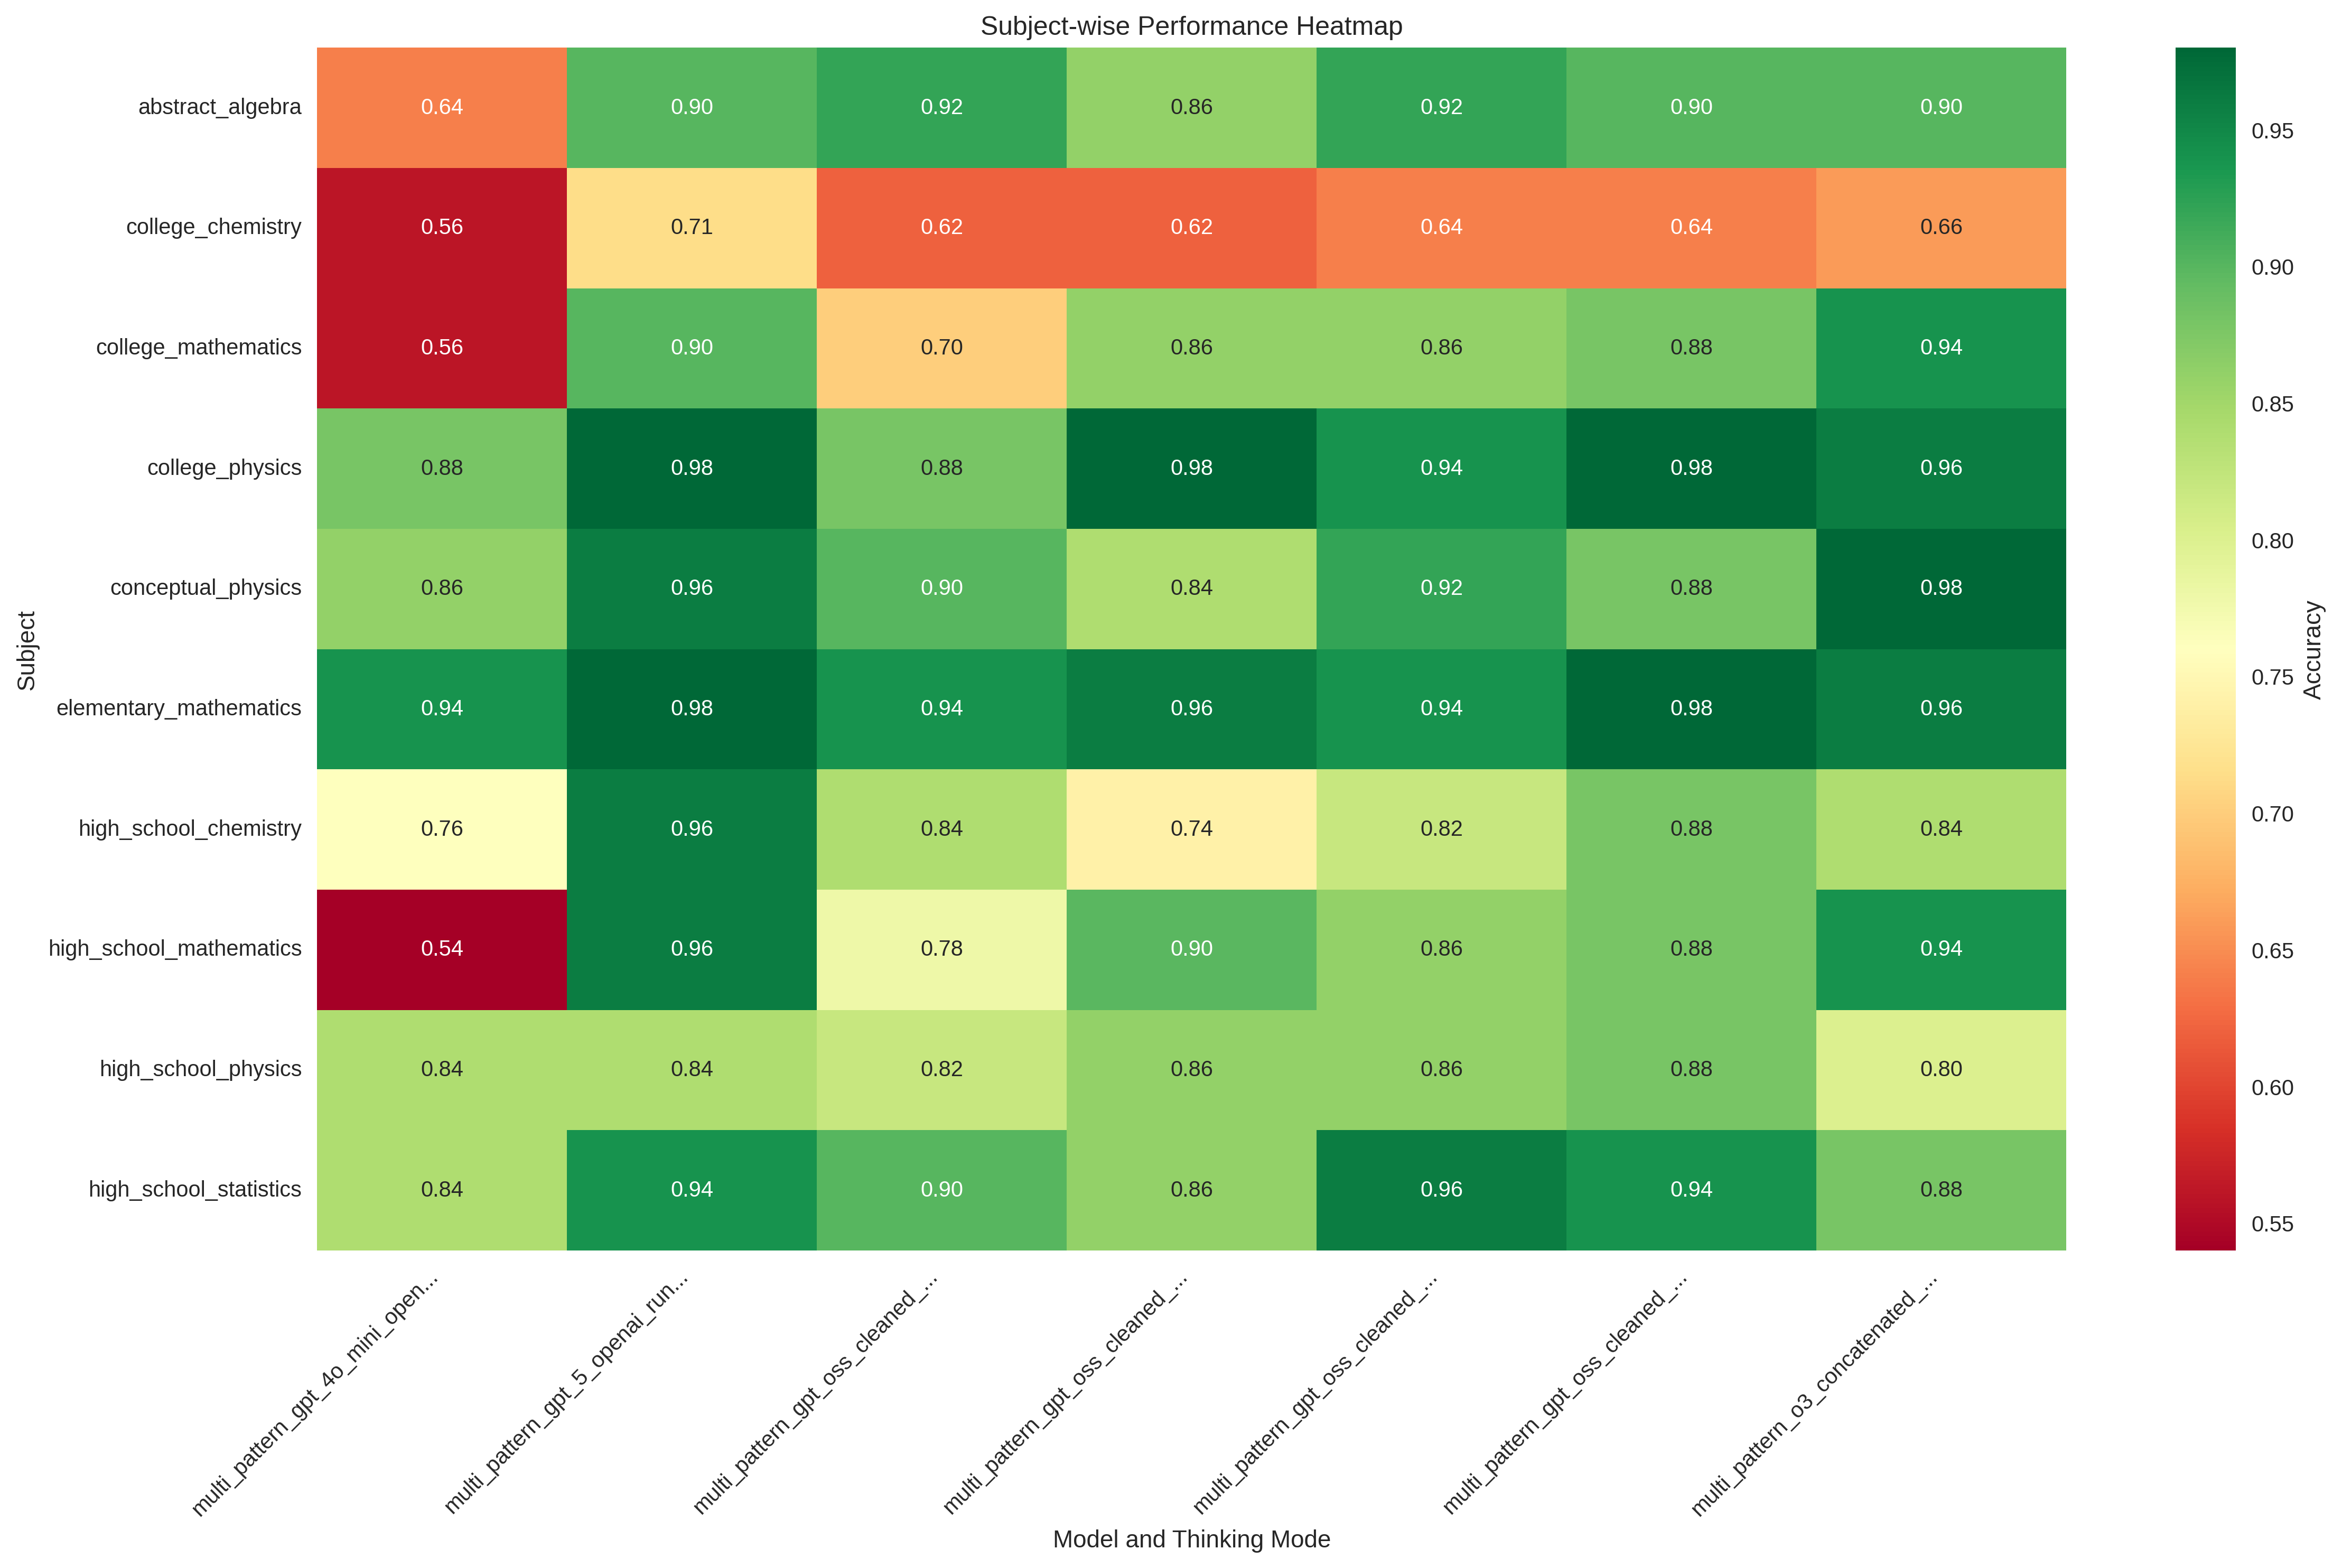 Subject-wise Performance Heatmap
abstract_algebra 0.64 0.90 0.92 0.86 0.92 0.90 0.90
college_chemistry 0.56 0.71 0.62 0.62 0.64 0.64 0.66
college_mathematics 0.56 0.90 0.70 0.86 0.86 0.88 0.94
college_physics 0.88 0.98 0.88 0.98 0.94 0.98 0.96
conceptual_physics 0.86 0.96 0.90 0.84 0.92 0.88 0.98
elementary_mathematics 0.94 0.98 0.94 0.96 0.94 0.98 0.96
high_school_chemistry 0.76 0.96 0.84 0.74 0.82 0.88 0.84
high_school_mathematics 0.54 0.96 0.78 0.90 0.86 0.88 0.94
high_school_physics 0.84 0.84 0.82 0.86 0.86 0.88 0.80
high_school_statistics 0.84 0.94 0.90 0.86 0.96 0.94 0.88
Subject
multi_pattern_gpt_4o_mini_open...
multi_pattern_gpt_5_openai_run...
multi_pattern_gpt_oss_cleaned_...
multi_pattern_gpt_oss_cleaned_...
multi_pattern_gpt_oss_cleaned_...
multi_pattern_gpt_oss_cleaned_...
multi_pattern_o3_concatenated_...
Model and Thinking Mode
0.95
0.90
0.85
0.80
0.75
0.70
0.65
0.60
0.55
Accuracy